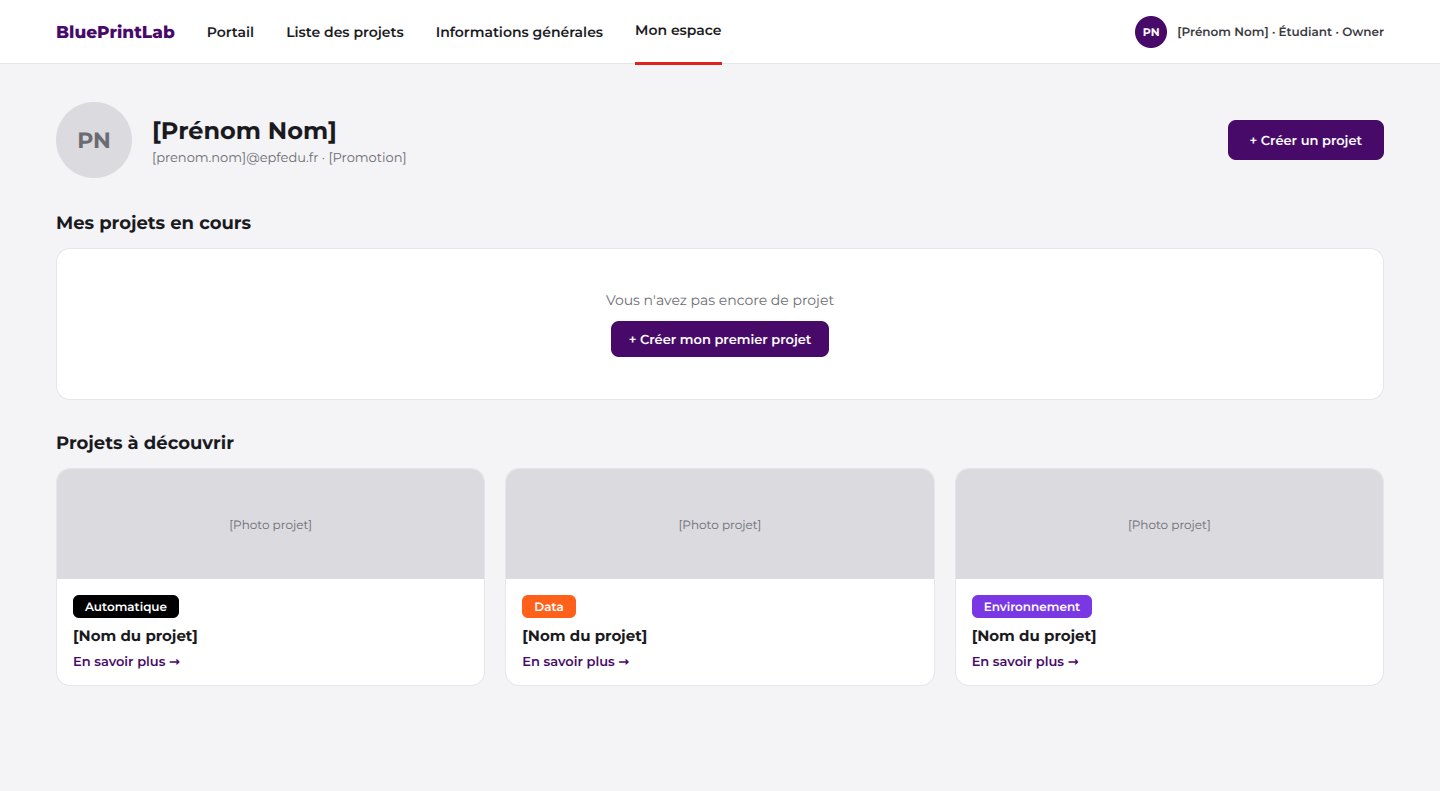 BluePrintLab Portail Liste des projets Informations générales Mon espace PN [Prénom Nom] · Étudiant · Owner
PN
[Prénom Nom]
[prenom.nom]@epfedu.fr · [Promotion]
+ Créer un projet
Mes projets en cours
Vous n'avez pas encore de projet
+ Créer mon premier projet
Projets à découvrir
[Photo projet] [Photo projet] [Photo projet]
Automatique Data Environnement
[Nom du projet] [Nom du projet] [Nom du projet]
En savoir plus → En savoir plus → En savoir plus →